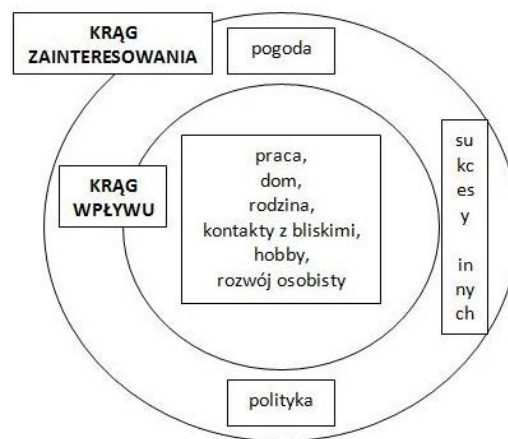 KRĄG
ZAINTERESOWANIA
pogoda
KRĄG
WPŁYWU
praca,
dom,
rodzina,
kontakty z bliskimi,
hobby,
rozwój osobisty
su
kc
es
y
in
ny
ch
polityka